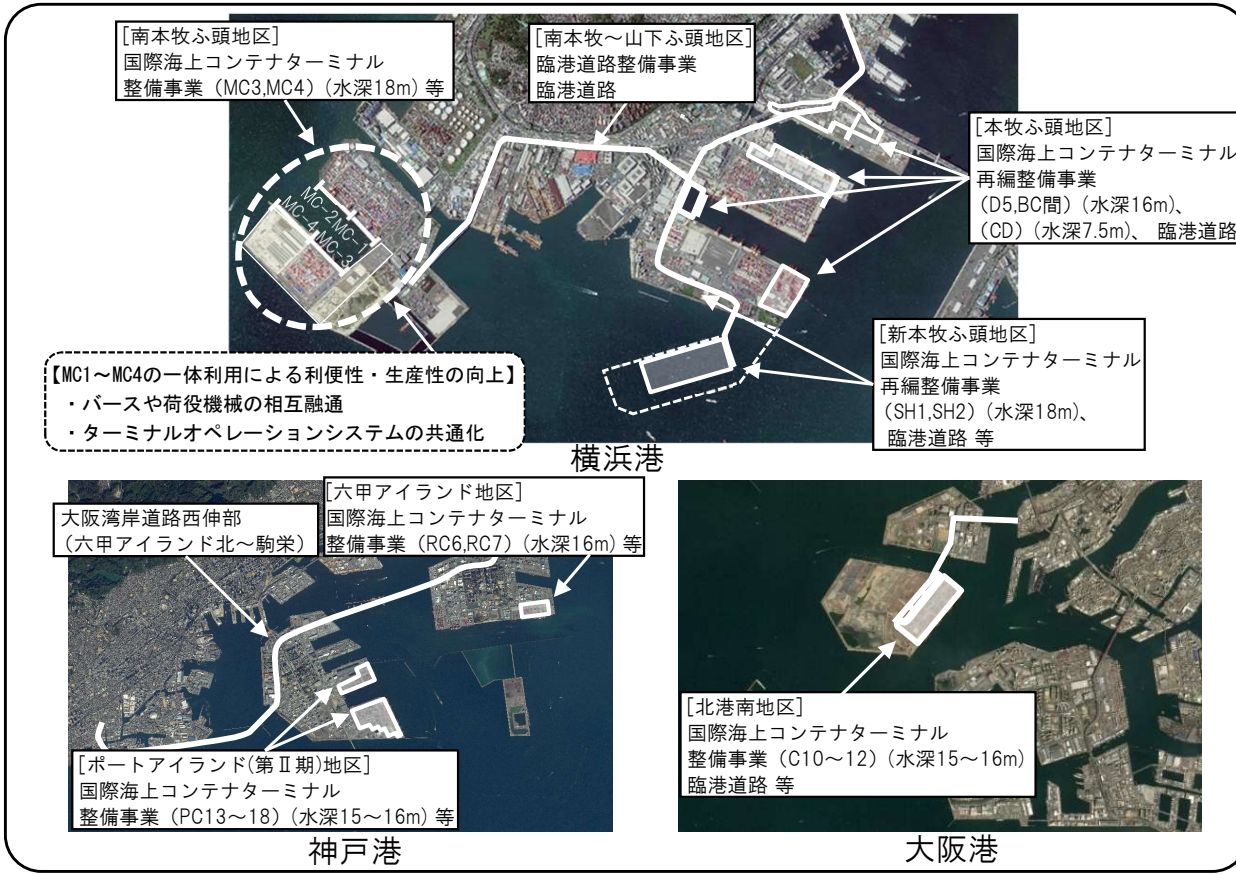 [南本牧ふ頭地区]
国際海上コンテナターミナル
整備事業（MC3,MC4）(水深18m) 等
[南本牧～山下ふ頭地区]
臨港道路整備事業
臨港道路
[本牧ふ頭地区]
国際海上コンテナターミナル
再編整備事業
(D5,BC間) (水深16m)、
(CD) (水深7.5m)、 臨港道路
MC-2
MC-1
MC-4
MC-3
[新本牧ふ頭地区]
国際海上コンテナターミナル
再編整備事業
(SH1,SH2) (水深18m)、
臨港道路 等
【MC1～MC4の一体利用による利便性・生産性の向上】
・バースや荷役機械の相互融通
・ターミナルオペレーションシステムの共通化
横浜港
大阪湾岸道路西伸部
（六甲アイランド北～駒栄）
[六甲アイランド地区]
国際海上コンテナターミナル
整備事業（RC6,RC7）(水深16m) 等
[ポートアイランド(第Ⅱ期)地区]
国際海上コンテナターミナル
整備事業（PC13～18）(水深15～16m) 等
神戸港
[北港南地区]
国際海上コンテナターミナル
整備事業（C10～12）(水深15～16m)
臨港道路 等
大阪港